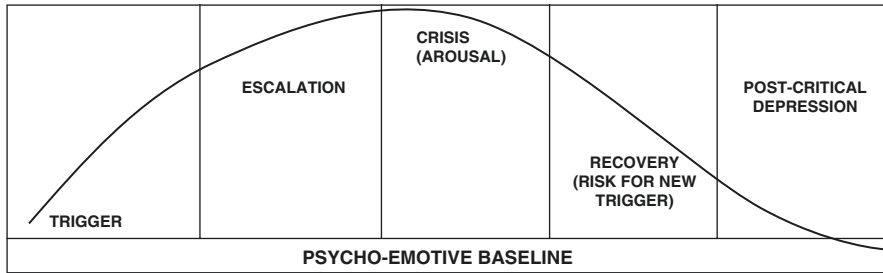 TRIGGER
ESCALATION
CRISIS
(AROUSAL)
RECOVERY
(RISK FOR NEW
TRIGGER)
POST-CRITICAL
DEPRESSION
PSYCHO-EMOTIVE BASELINE